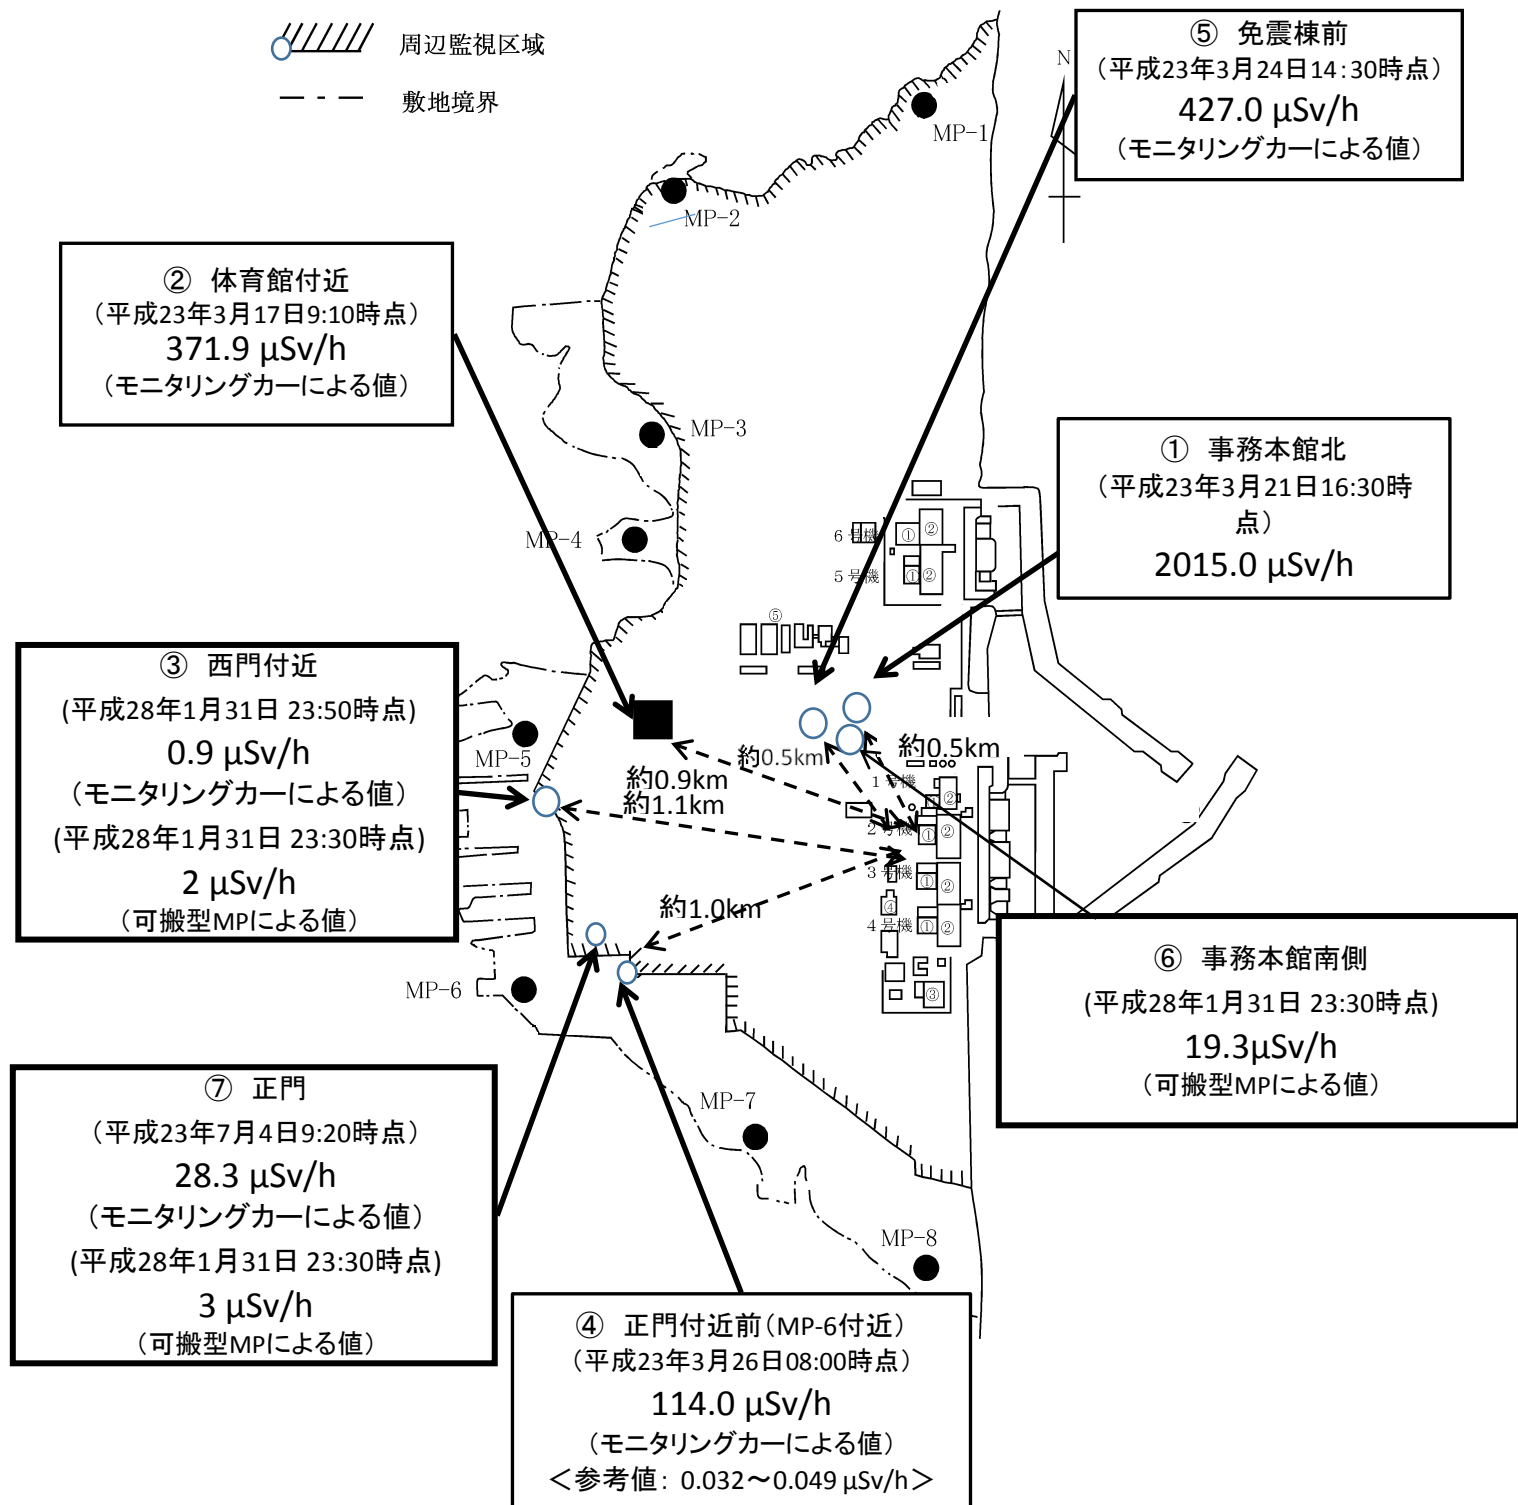 周辺監視区域
敷地境界
⑤ 免震棟前
（平成23年3月24日14:30時点）
427.0 μSv/h
（モニタリングカーによる値）
N
MP-1
MP-2
② 体育館付近
（平成23年3月17日9:10時点）
371.9 μSv/h
（モニタリングカーによる値）
MP-3
① 事務本館北
（平成23年3月21日16:30時
点）
2015.0 μSv/h
MP-4
6号機
①
②
5号機
①
②
⑤
③ 西門付近
(平成28年1月31日 23:50時点)
0.9 μSv/h
（モニタリングカーによる値）
(平成28年1月31日 23:30時点)
2 μSv/h
（可搬型MPによる値）
MP-5
約0.5km
約0.5km
約0.9km
約1.1km
1号機
①
②
2号機
①
②
3号機
①
②
④
4号機
①
②
約1.0km
③
MP-6
⑥ 事務本館南側
(平成28年1月31日 23:30時点)
19.3μSv/h
（可搬型MPによる値）
⑦ 正門
（平成23年7月4日9:20時点）
28.3 μSv/h
（モニタリングカーによる値）
(平成28年1月31日 23:30時点)
3 μSv/h
（可搬型MPによる値）
MP-7
MP-8
④ 正門付近前（MP-6付近）
（平成23年3月26日08:00時点）
114.0 μSv/h
（モニタリングカーによる値）
＜参考値：0.032～0.049 μSv/h＞